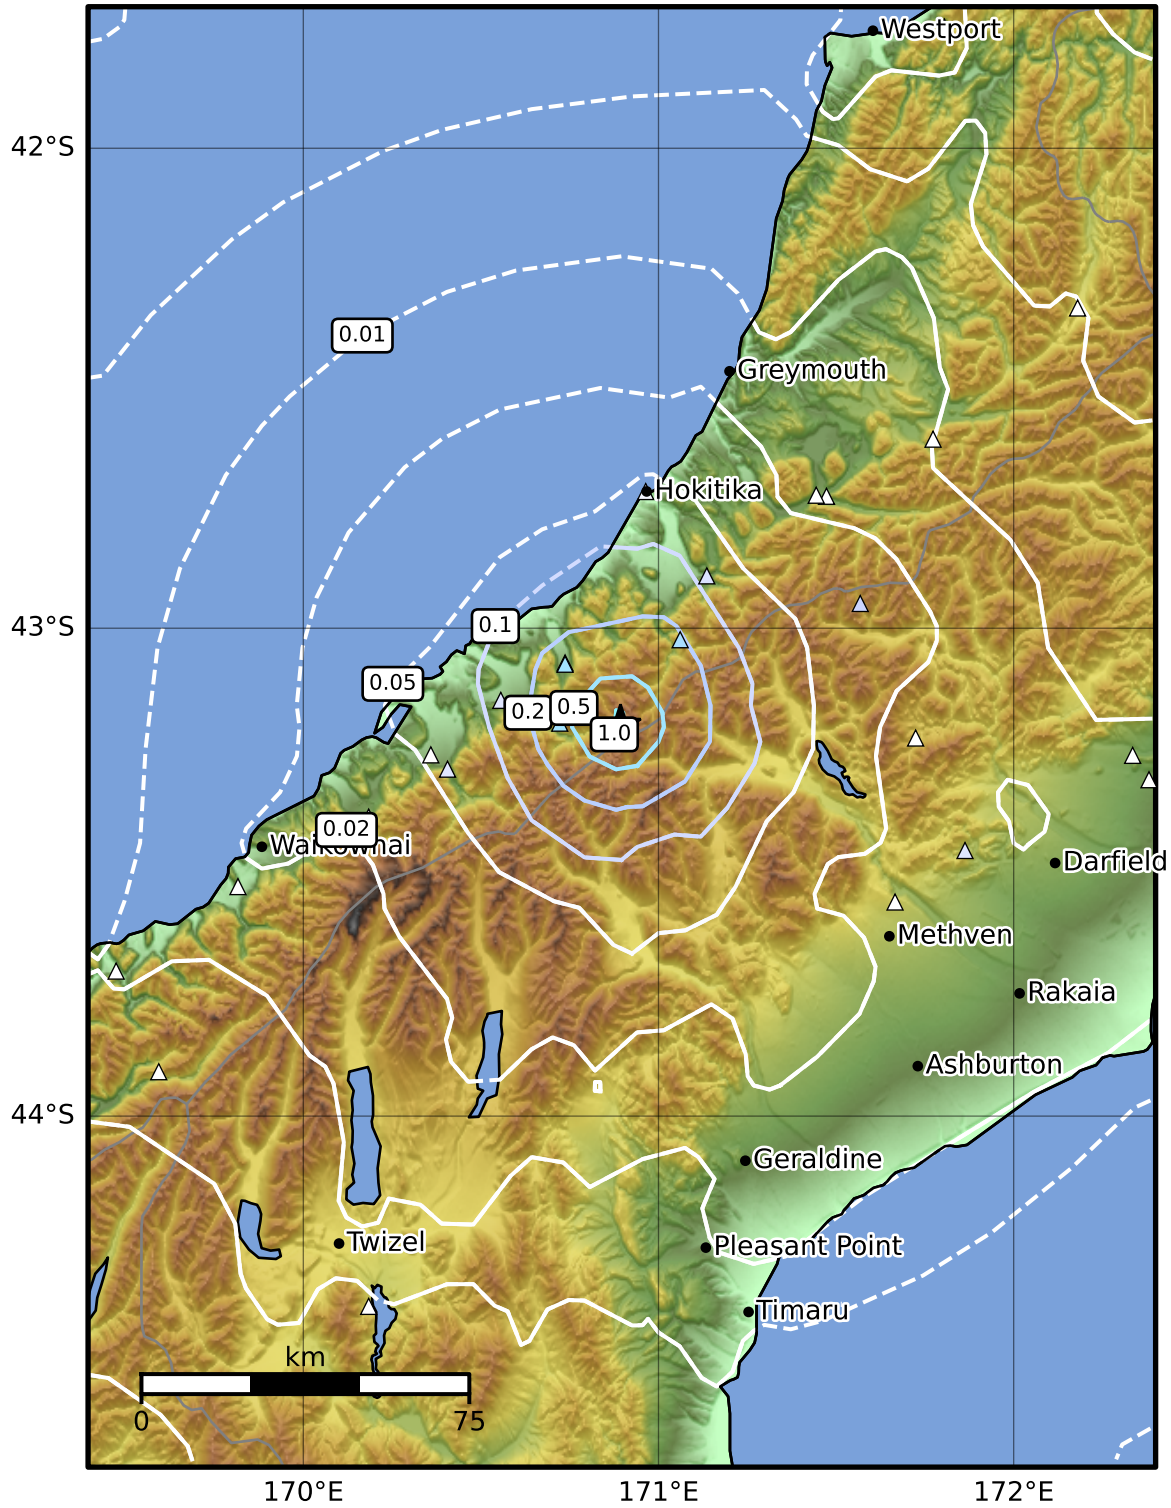 Westport
42°S
0.01
Greymouth
Hokitika
43°S
0.1
0.05
0.2
0.5
1.0
0.02
Darfield
Methven
Rakaia
Ashburton
44°S
Geraldine
Twizel
Pleasant Point
Timaru
km
0
75
170°E
171°E
172°E